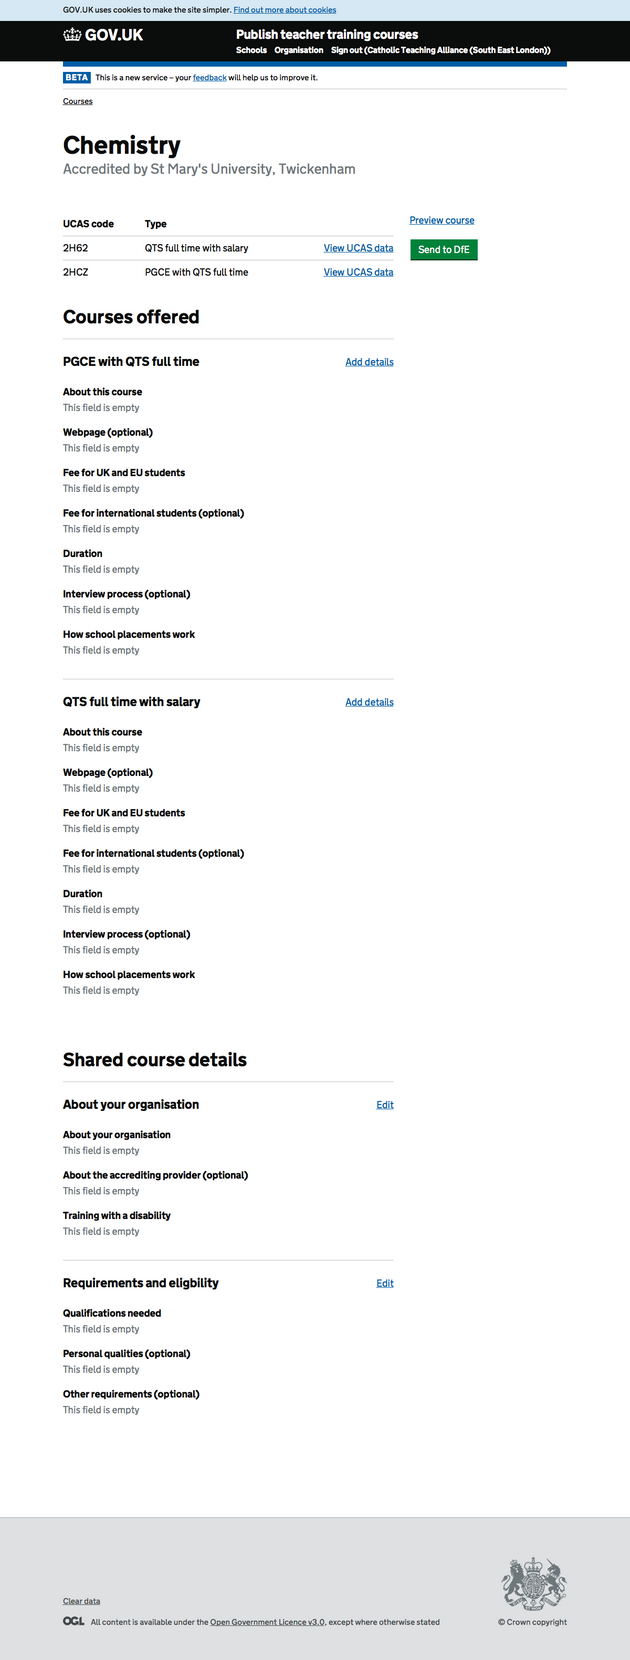 GOV.UK uses cookies to make the site simpler. Find out more about cookies
GOV.UK
Publish teacher training courses
Schools Organisation Sign out (Catholic Teaching Alliance (South East London))
BETA This is a new service – your feedback will help us to improve it.
Courses
Chemistry
Accredited by St Mary's University, Twickenham
UCAS code Type
2H62 QTS full time with salary View UCAS data
2HCZ PGCE with QTS full time View UCAS data
Preview course
Send to DfE
Courses offered
PGCE with QTS full time Add details
About this course
This field is empty
Webpage (optional)
This field is empty
Fee for UK and EU students
This field is empty
Fee for international students (optional)
This field is empty
Duration
This field is empty
Interview process (optional)
This field is empty
How school placements work
This field is empty
QTS full time with salary Add details
About this course
This field is empty
Webpage (optional)
This field is empty
Fee for UK and EU students
This field is empty
Fee for international students (optional)
This field is empty
Duration
This field is empty
Interview process (optional)
This field is empty
How school placements work
This field is empty
Shared course details
About your organisation Edit
About your organisation
This field is empty
About the accrediting provider (optional)
This field is empty
Training with a disability
This field is empty
Requirements and eligbility Edit
Qualifications needed
This field is empty
Personal qualities (optional)
This field is empty
Other requirements (optional)
This field is empty
Clear data
OGL All content is available under the Open Government Licence v3.0, except where otherwise stated
© Crown copyright